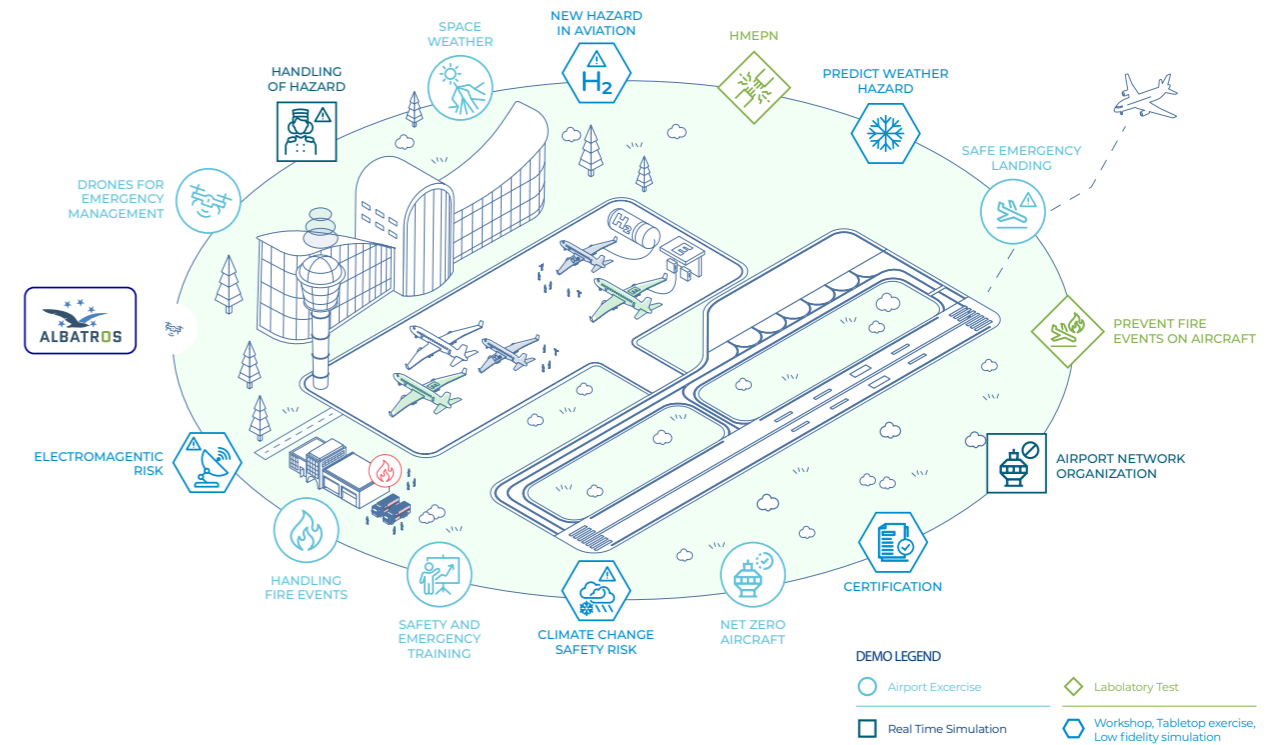 SPACE
WEATHER
NEW HAZARD
IN AVIATION
H₂
HMEPN
PREDICT WEATHER
HAZARD
HANDLING
OF HAZARD
SAFE EMERGENCY
LANDING
DRONES FOR
EMERGENCY
MANAGEMENT
H₂
E
E
E
ALBATROS
PREVENT FIRE
EVENTS ON AIRCRAFT
ELECTROMAGENTIC
RISK
AIRPORT NETWORK
ORGANIZATION
HANDLING
FIRE EVENTS
CERTIFICATION
SAFETY AND
EMERGENCY
TRAINING
CLIMATE CHANGE
SAFETY RISK
NET ZERO
AIRCRAFT
DEMO LEGEND
Airport Excercise
Labolatory Test
Real Time Simulation
Workshop, Tabletop exercise,
Low fidelity simulation